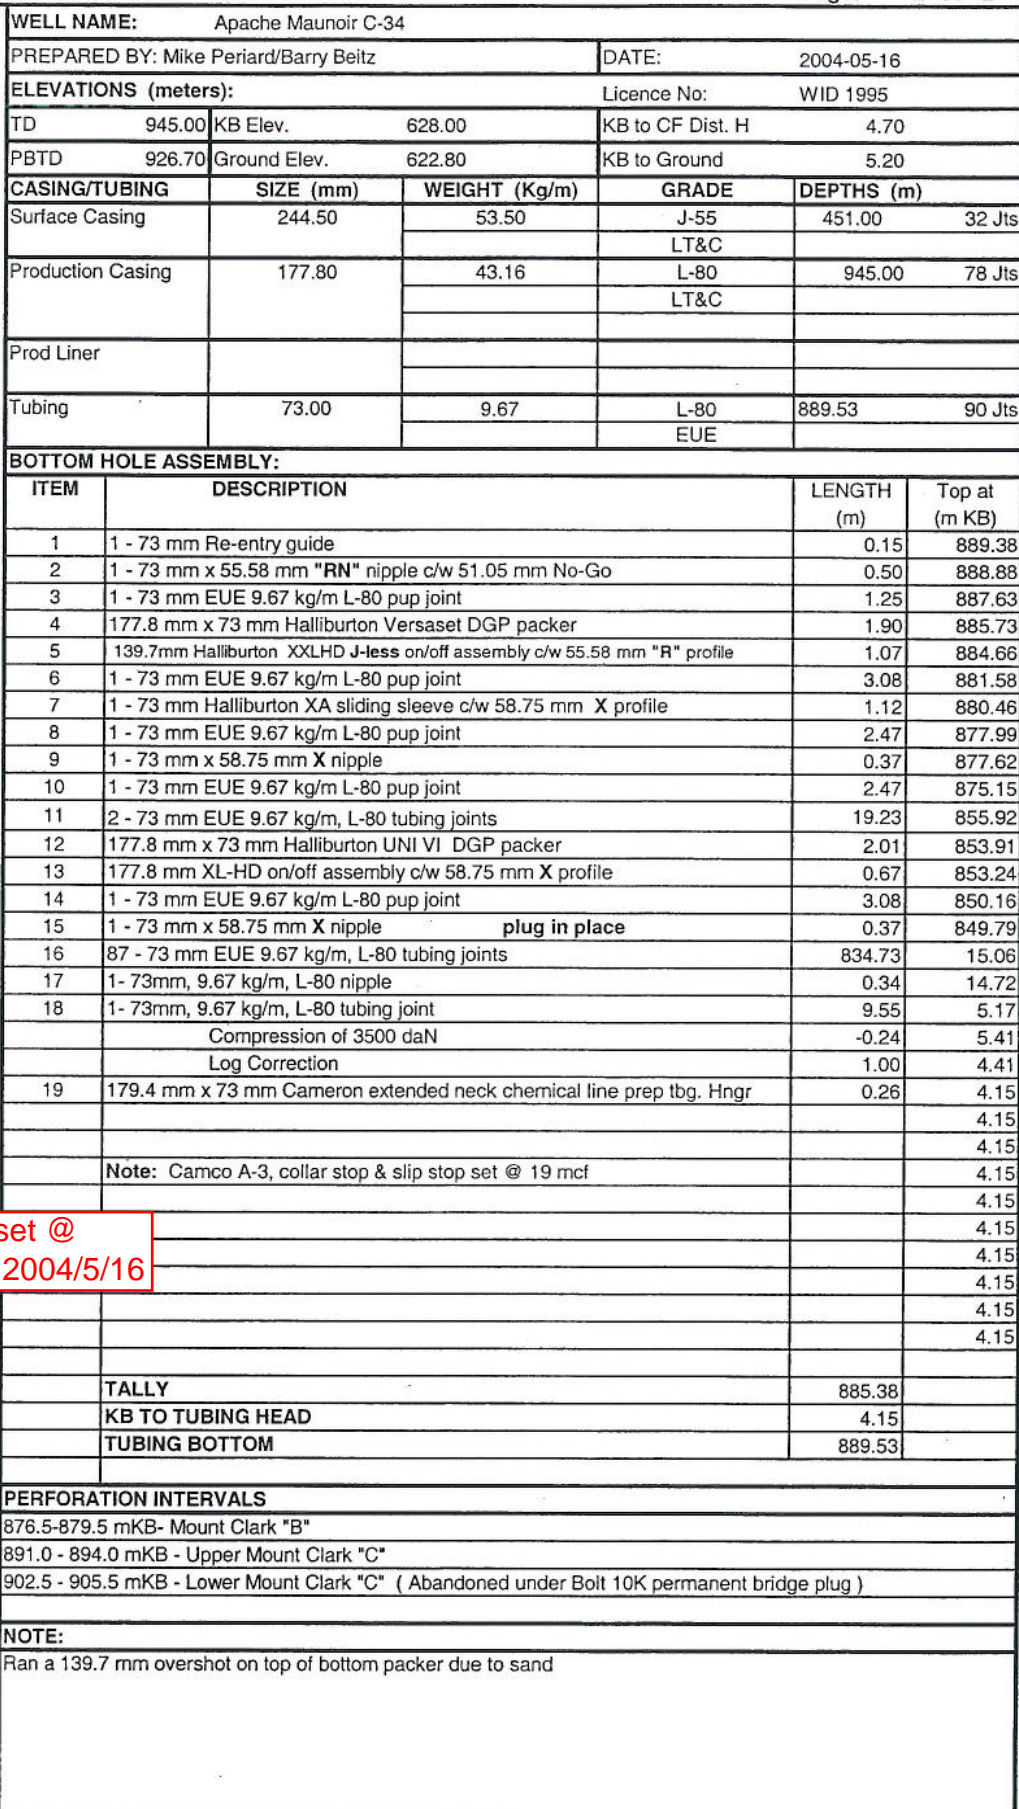 WELL NAME: Apache Maunoir C-34
PREPARED BY: Mike Periard/Barry Beitz DATE: 2004-05-16
ELEVATIONS (meters): Licence No: WID 1995
TD 945.00 KB Elev. 628.00 KB to CF Dist. H 4.70
PBTD 926.70 Ground Elev. 622.80 KB to Ground 5.20
CASING/TUBING SIZE (mm) WEIGHT (Kg/m) GRADE DEPTHS (m)
Surface Casing 244.50 53.50 J-55 451.00 32 Jts
LT&C
Production Casing 177.80 43.16 L-80 945.00 78 Jts
LT&C
Prod Liner
Tubing 73.00 9.67 L-80 889.53 90 Jts
EUE
BOTTOM HOLE ASSEMBLY:
ITEM DESCRIPTION LENGTH Top at
(m) (m KB)
1 1 - 73 mm Re-entry guide 0.15 889.38
2 1 - 73 mm x 55.58 mm "RN" nipple c/w 51.05 mm No-Go 0.50 888.88
3 1 - 73 mm EUE 9.67 kg/m L-80 pup joint 1.25 887.63
4 177.8 mm x 73 mm Halliburton Versaset DGP packer 1.90 885.73
5 139.7mm Halliburton XXLHD J-less on/off assembly c/w 55.58 mm "R" profile 1.07 884.66
6 1 - 73 mm EUE 9.67 kg/m L-80 pup joint 3.08 881.58
7 1 - 73 mm Halliburton XA sliding sleeve c/w 58.75 mm X profile 1.12 880.46
8 1 - 73 mm EUE 9.67 kg/m L-80 pup joint 2.47 877.99
9 1 - 73 mm x 58.75 mm X nipple 0.37 877.62
10 1 - 73 mm EUE 9.67 kg/m L-80 pup joint 2.47 875.15
11 2 - 73 mm EUE 9.67 kg/m, L-80 tubing joints 19.23 855.92
12 177.8 mm x 73 mm Halliburton UNI VI DGP packer 2.01 853.91
13 177.8 mm XL-HD on/off assembly c/w 58.75 mm X profile 0.67 853.24
14 1 - 73 mm EUE 9.67 kg/m L-80 pup joint 3.08 850.16
15 1 - 73 mm x 58.75 mm X nipple plug in place 0.37 849.79
16 87 - 73 mm EUE 9.67 kg/m, L-80 tubing joints 834.73 15.06
17 1- 73mm, 9.67 kg/m, L-80 nipple 0.34 14.72
18 1- 73mm, 9.67 kg/m, L-80 tubing joint 9.55 5.17
Compression of 3500 daN -0.24 5.41
Log Correction 1.00 4.41
19 179.4 mm x 73 mm Cameron extended neck chemical line prep tbg. Hngr 0.26 4.15
4.15
4.15
Note: Camco A-3, collar stop & slip stop set @ 19 mcf 4.15
4.15
set @ 4.15
4.15
2004/5/16 4.15
4.15
4.15
TALLY 885.38
KB TO TUBING HEAD 4.15
TUBING BOTTOM 889.53
PERFORATION INTERVALS
876.5-879.5 mKB- Mount Clark "B"
891.0 - 894.0 mKB - Upper Mount Clark "C"
902.5 - 905.5 mKB - Lower Mount Clark "C" ( Abandoned under Bolt 10K permanent bridge plug )
NOTE:
Ran a 139.7 mm overshot on top of bottom packer due to sand